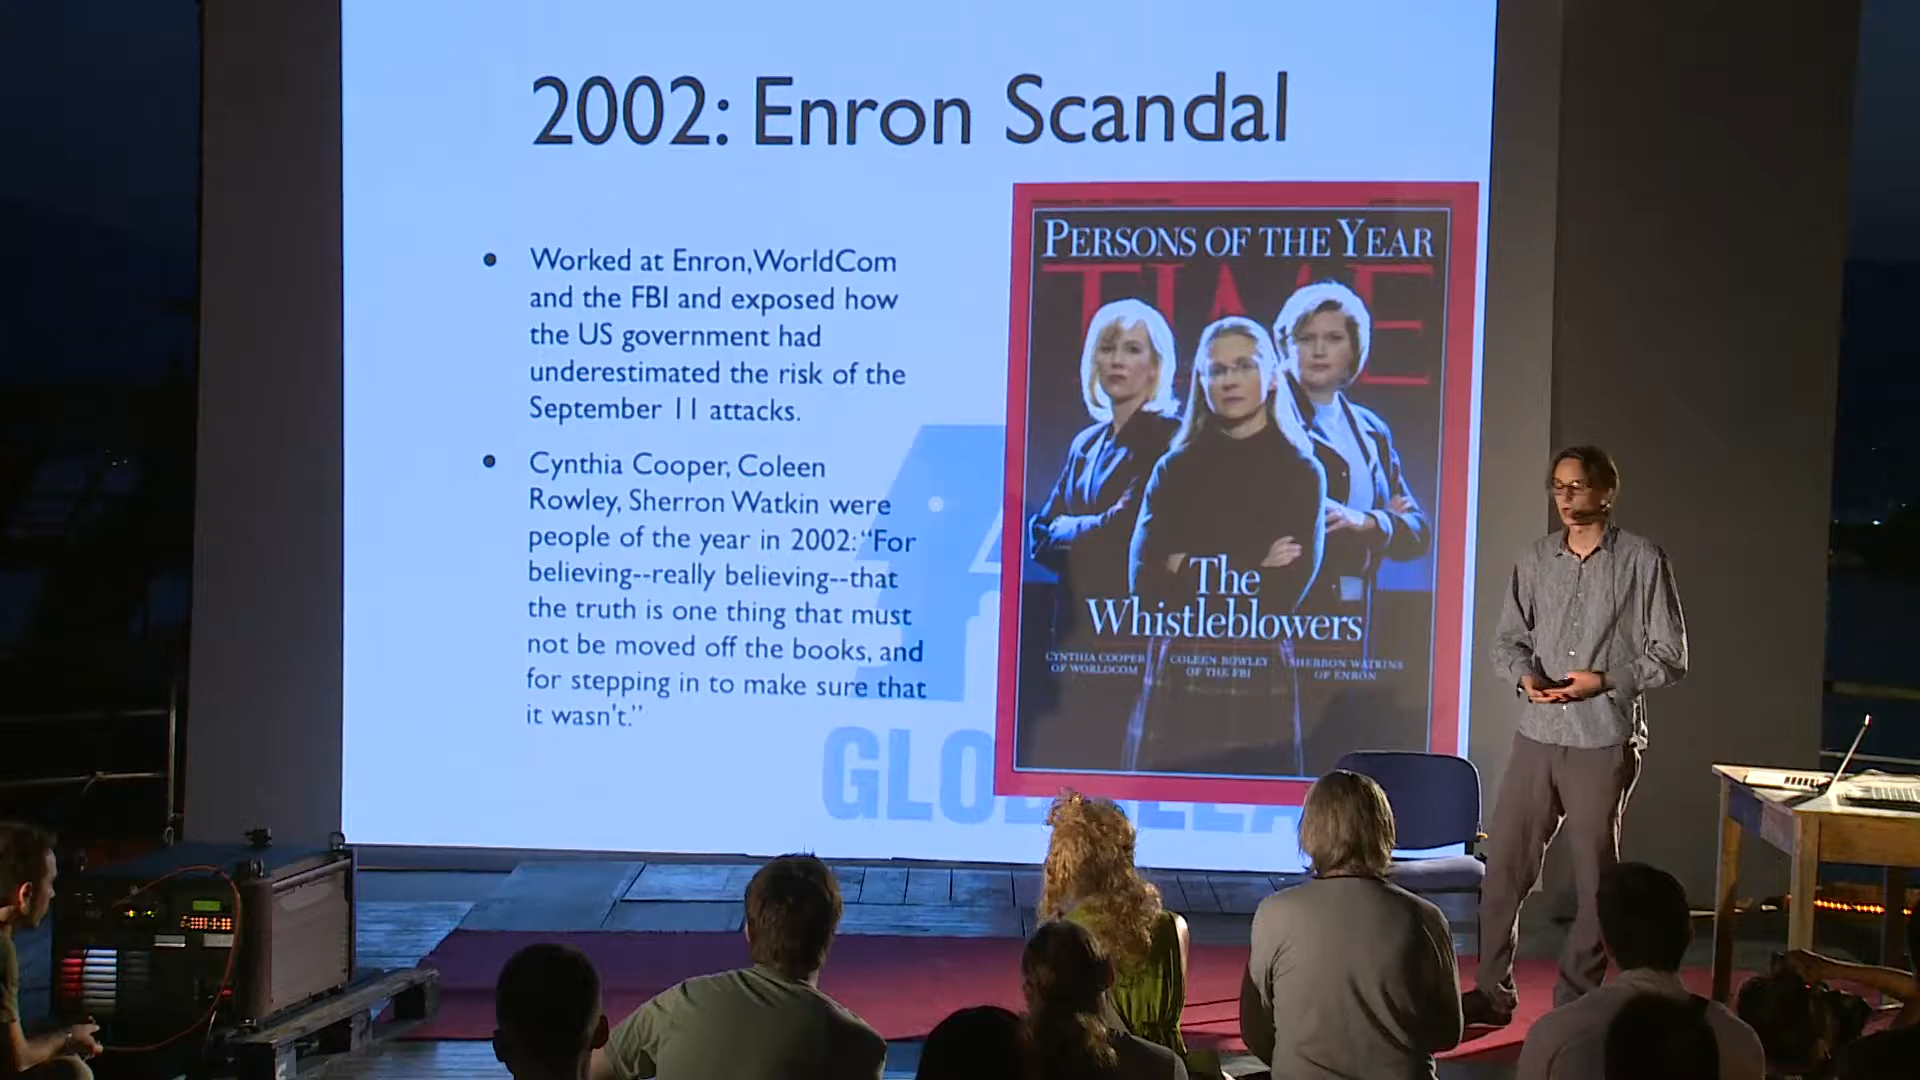 2002: Enron Scandal
• Worked at Enron, WorldCom
and the FBI and exposed how
the US government had
underestimated the risk of the
September 11 attacks.
• Cynthia Cooper, Coleen
Rowley, Sherron Watkin were
people of the year in 2002: “For
believing--really believing--that
the truth is one thing that must
not be moved off the books, and
for stepping in to make sure that
it wasn't.”
PERSONS OF THE YEAR
TIME
The
Whistleblowers
CYNTHIA COOPER
OF WORLDCOM
COLEEN ROWLEY
OF THE FBI
SHERRON WATKINS
OF ENRON